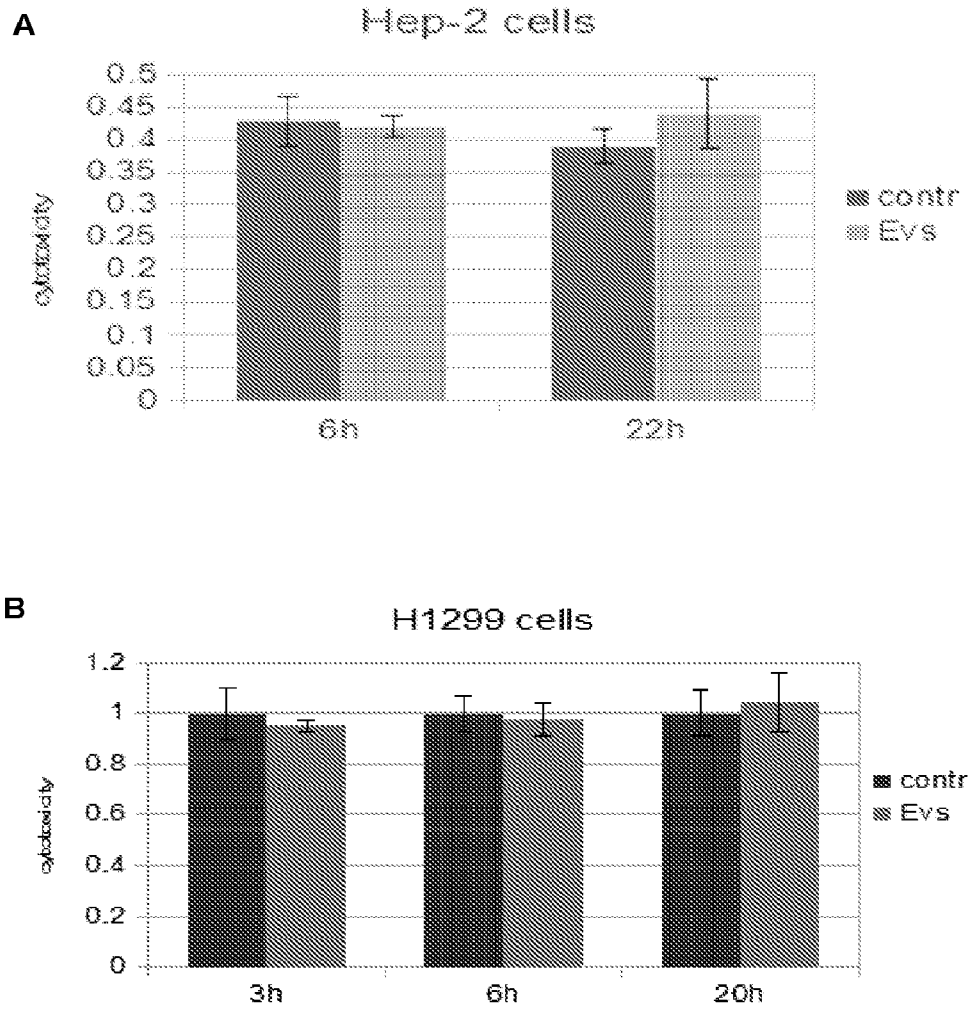 A
Hep-2 cells
0.5
0.45
0.4
0.35
0.3
0.25
0.2
0.15
0.1
0.05
0
cytotoxicity
6h
22h
contr
Evs
B
H1299 cells
1.2
1
0.8
0.6
0.4
0.2
0
cytotoxicity
3h
6h
20h
contr
Evs